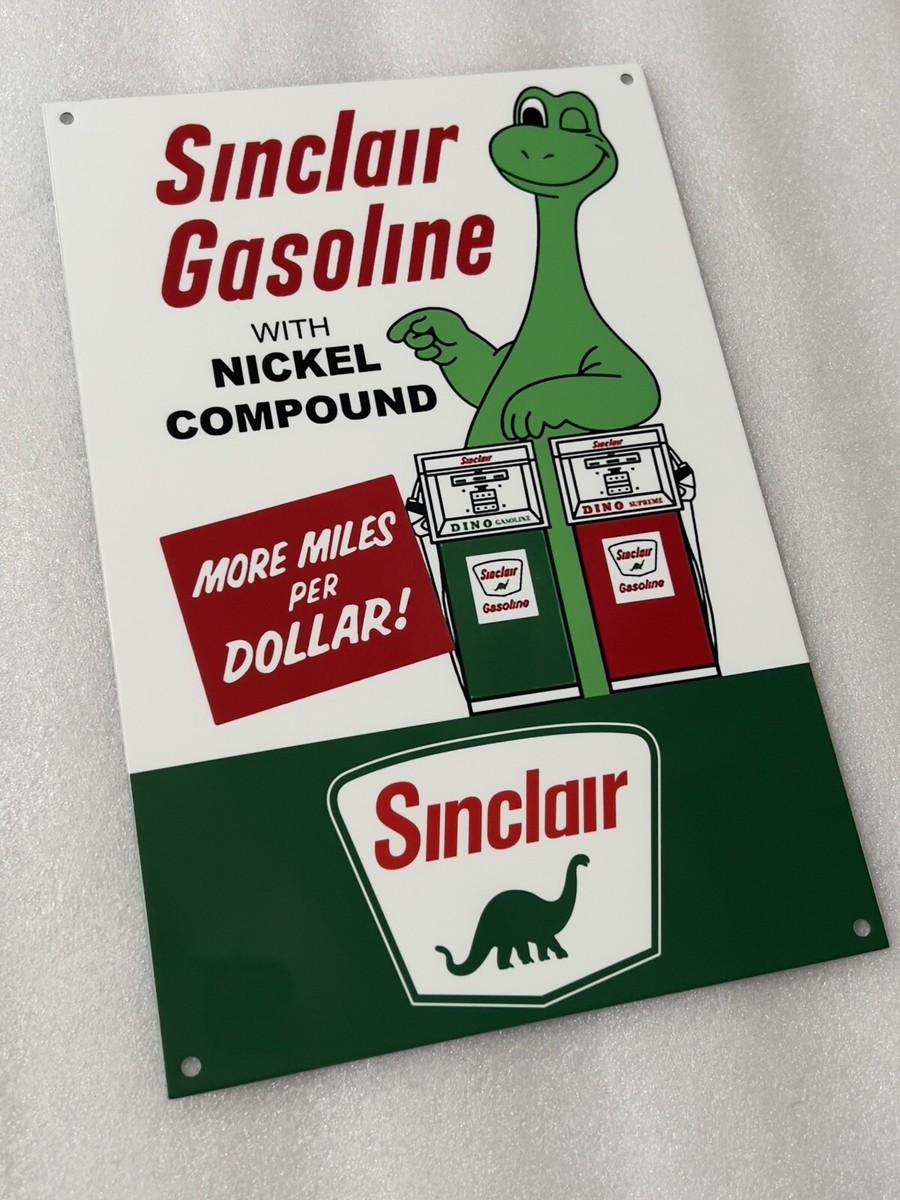 Sinclair
Gasoline
WITH
NICKEL
COMPOUND
MORE MILES
PER
DOLLAR!
Sinclair
DINO GASOLINE
Sinclair
Gasoline
Sinclair
DINO SUPREME
Sinclair
Gasoline
Sinclair